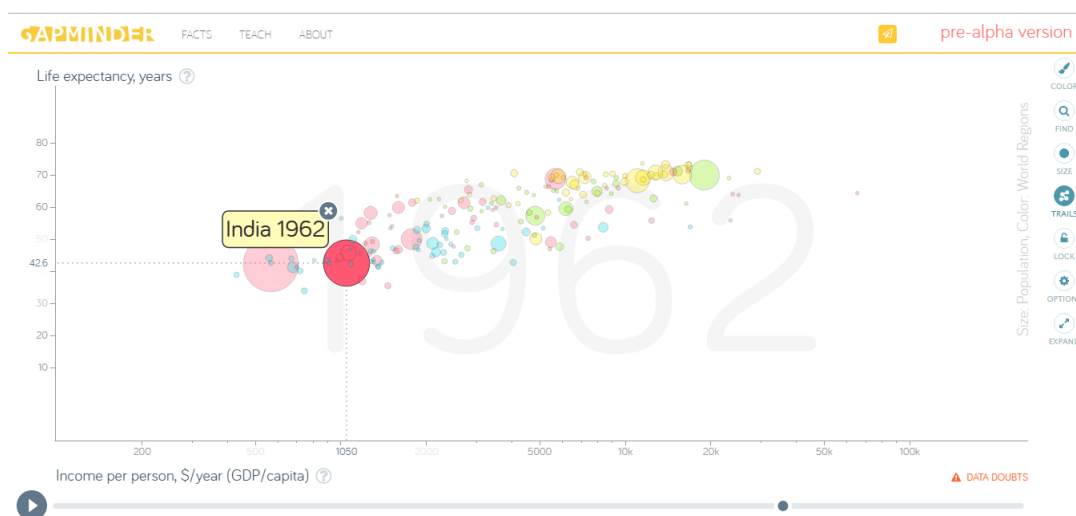 GAPMINDER FACTS TEACH ABOUT pre-alpha version
Life expectancy, years ?
COLOR
FIND
SIZE
TRAILS
LOCK
OPTION
EXPAND
Size: Population, Color: World Regions
1962
India 1962
80
70
60
50
42.6
30
20
10
200 500 1050 2000 5000 10k 20k 50k 100k
Income per person, $/year (GDP/capita) ?
DATA DOUBTS